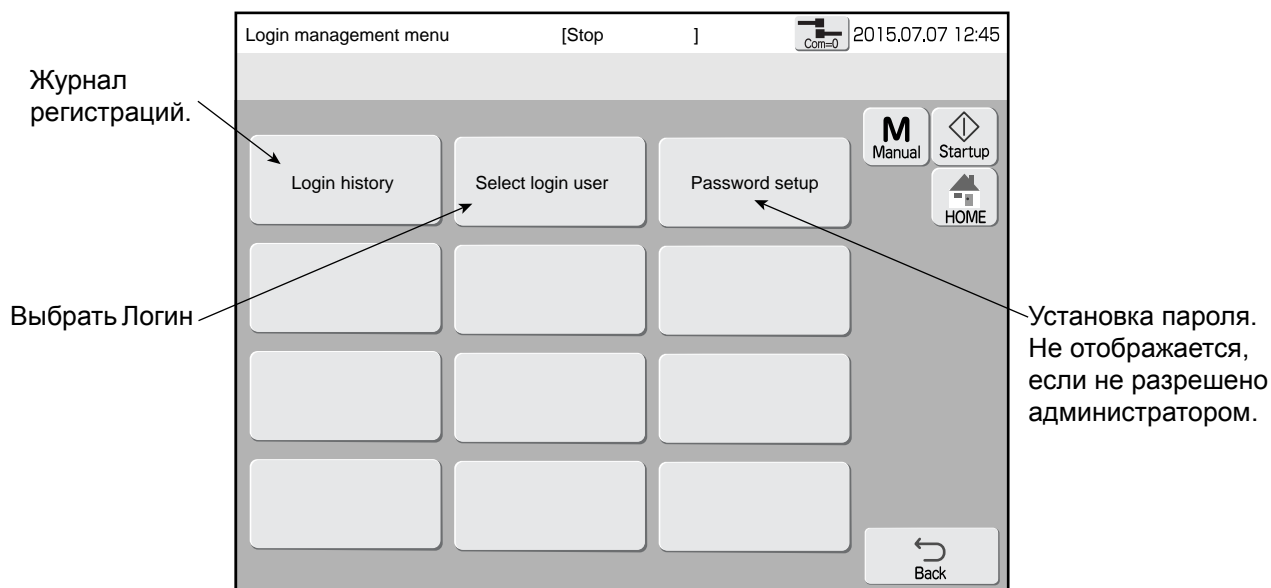 Login management menu [Stop ] Com=0 2015.07.07 12:45
Журнал
регистраций.
M
Manual
Startup
Login history
Select login user
Password setup
HOME
Выбрать Логин
Установка пароля.
Не отображается,
если не разрешено
администратором.
Back